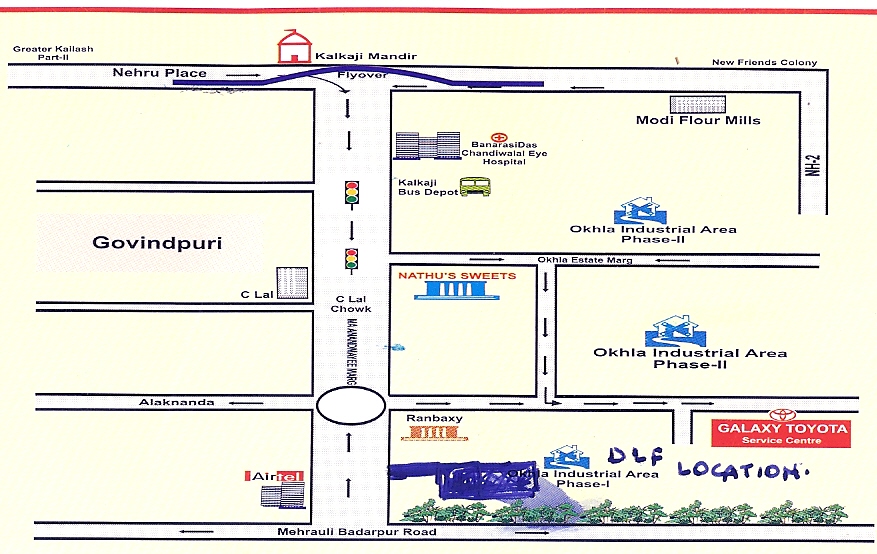 Greater Kailash
Part-II
Kalkaji Mandir
Nehru Place
Flyover
New Friends Colony
Modi Flour Mills
NH-2
BanarasiDas
Chandiwalal Eye
Hospital
Kalkaji
Bus Depot
Okhla Industrial Area
Phase-II
Govindpuri
Okhla Estate Marg
NATHU'S SWEETS
C Lal
C Lal
Chowk
MA ANANDMAYEE MARG
Okhla Industrial Area
Phase-II
Alaknanda
Ranbaxy
GALAXY TOYOTA
Service Centre
Airtel
Okhla Industrial Area
Phase-I
DLF
LOCATION.
Mehrauli Badarpur Road